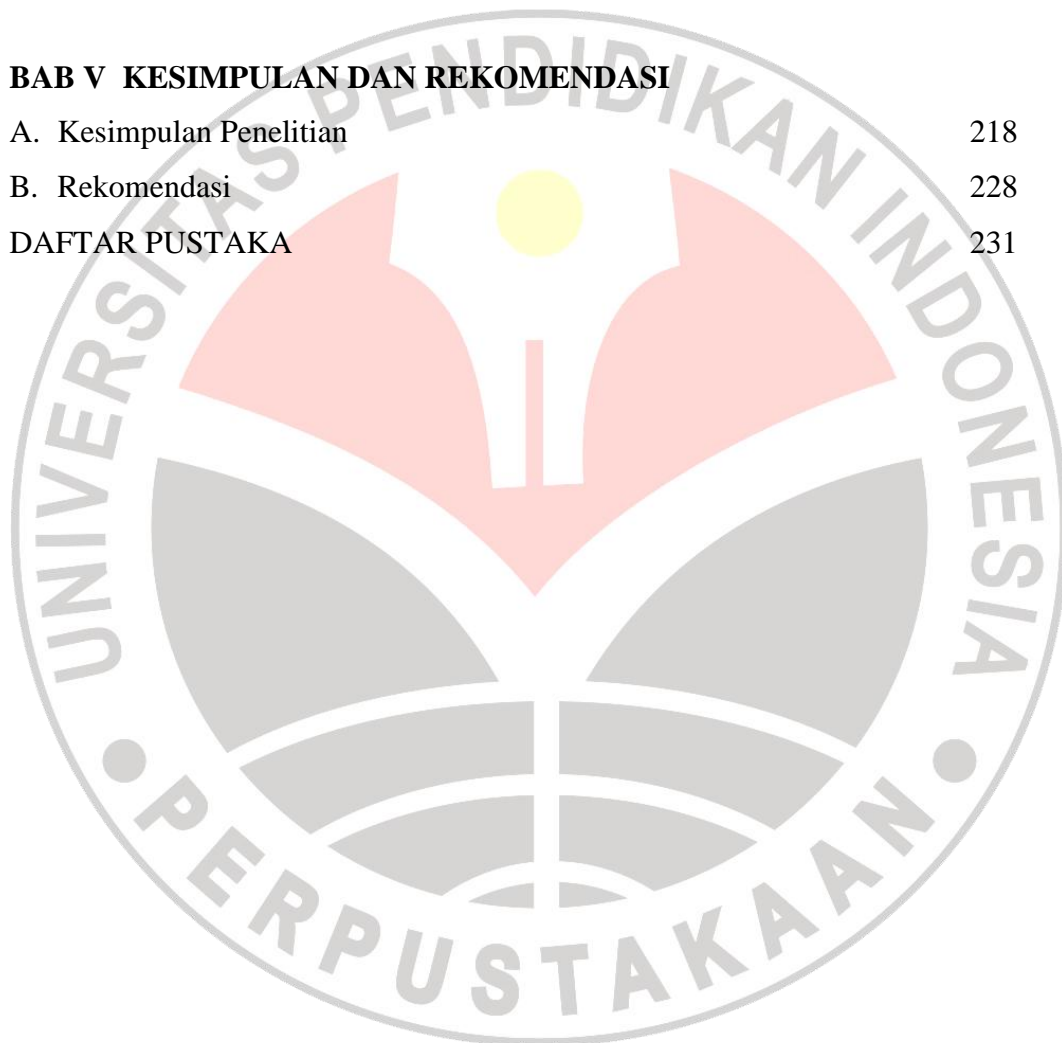 BAB V KESIMPULAN DAN REKOMENDASI
A. Kesimpulan Penelitian 218
B. Rekomendasi 228
DAFTAR PUSTAKA 231
UNIVERSITAS PENDIDIKAN INDONESIA
PERPUSTAKAAN